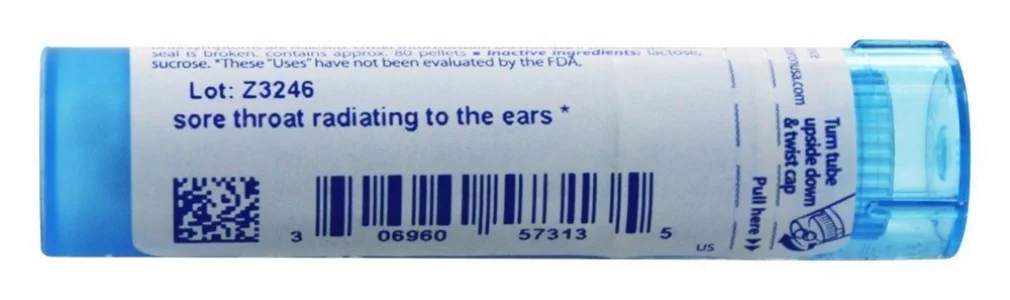 seal is broken. contains approx. 80 pellets ▪ Inactive ingredients: lactose,
sucrose. *These "Uses" have not been evaluated by the FDA.
Lot: Z3246
sore throat radiating to the ears *
3 06960 57313 5
US
Pull here
Turn tube
upside down
& twist cap